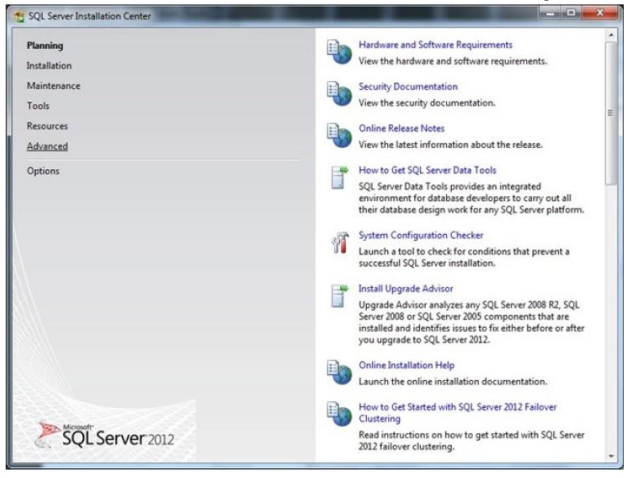 SQL Server Installation Center
Planning
Installation
Maintenance
Tools
Resources
Advanced
Options
Hardware and Software Requirements
View the hardware and software requirements.
Security Documentation
View the security documentation.
Online Release Notes
View the latest information about the release.
How to Get SQL Server Data Tools
SQL Server Data Tools provides an integrated
environment for database developers to carry out all
their database design work for any SQL Server platform.
System Configuration Checker
Launch a tool to check for conditions that prevent a
successful SQL Server installation.
Install Upgrade Advisor
Upgrade Advisor analyzes any SQL Server 2008 R2, SQL
Server 2008 or SQL Server 2005 components that are
installed and identifies issues to fix either before or after
you upgrade to SQL Server 2012.
Online Installation Help
Launch the online installation documentation.
How to Get Started with SQL Server 2012 Failover
Clustering
Read instructions on how to get started with SQL Server
2012 failover clustering.
Microsoft
SQL Server 2012